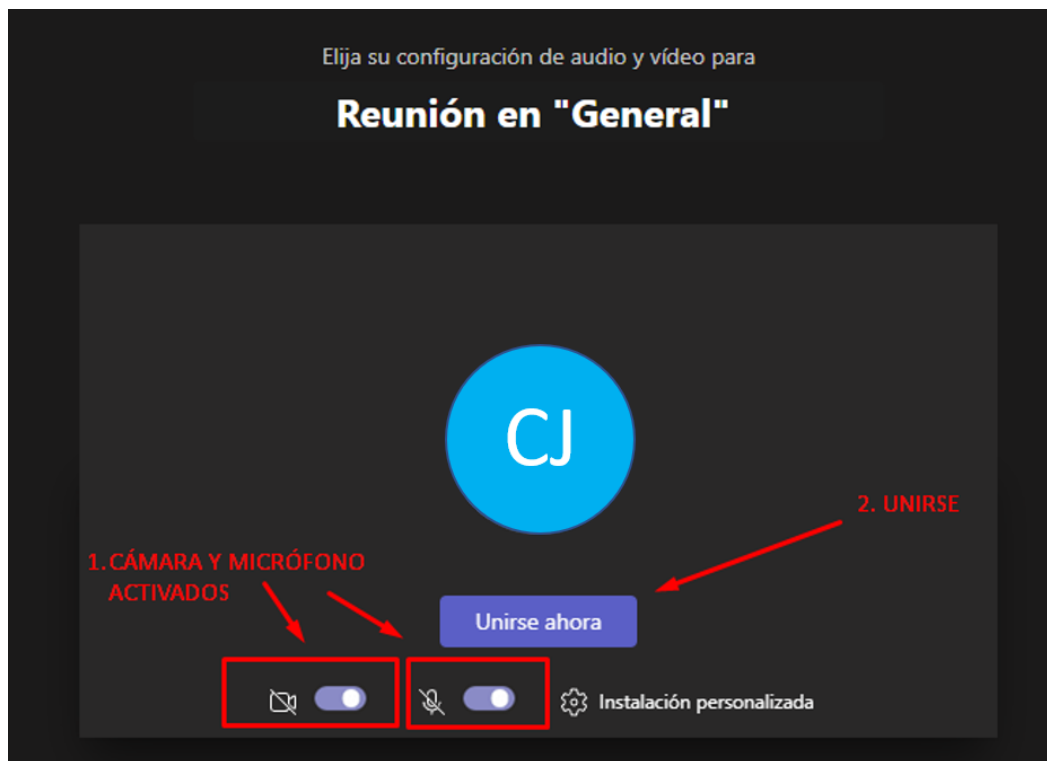 Elija su configuración de audio y vídeo para
Reunión en "General"
CJ
2. UNIRSE
1.CÁMARA Y MICRÓFONO
ACTIVADOS
Unirse ahora
Instalación personalizada